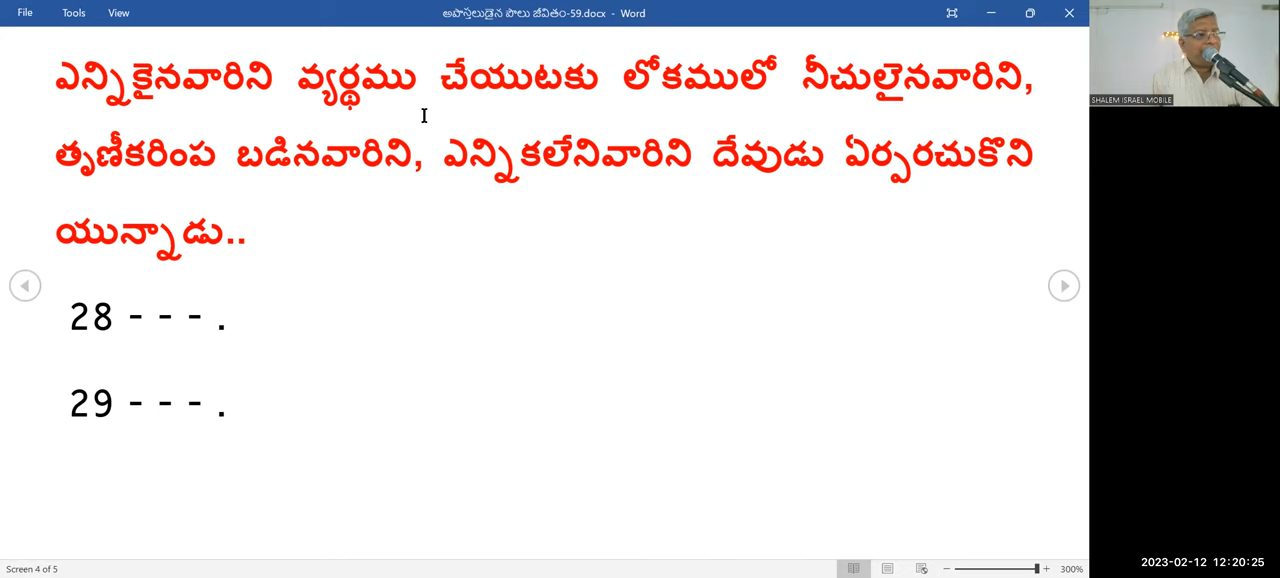 File Tools View అపొస్తలుడైన పౌలు జీవితం-59.docx - Word
ఎన్నికైనవారిని వ్యర్థము చేయుటకు లోకములో నీచులైనవారిని,
తృణీకరింప బడినవారిని, ఎన్నికలేనివారిని దేవుడు ఏర్పరచుకొని
యున్నాడు..
28 - - - .
29 - - - .
SHALEM ISRAEL MOBILE
Screen 4 of 5 300%
2023-02-12 12:20:25